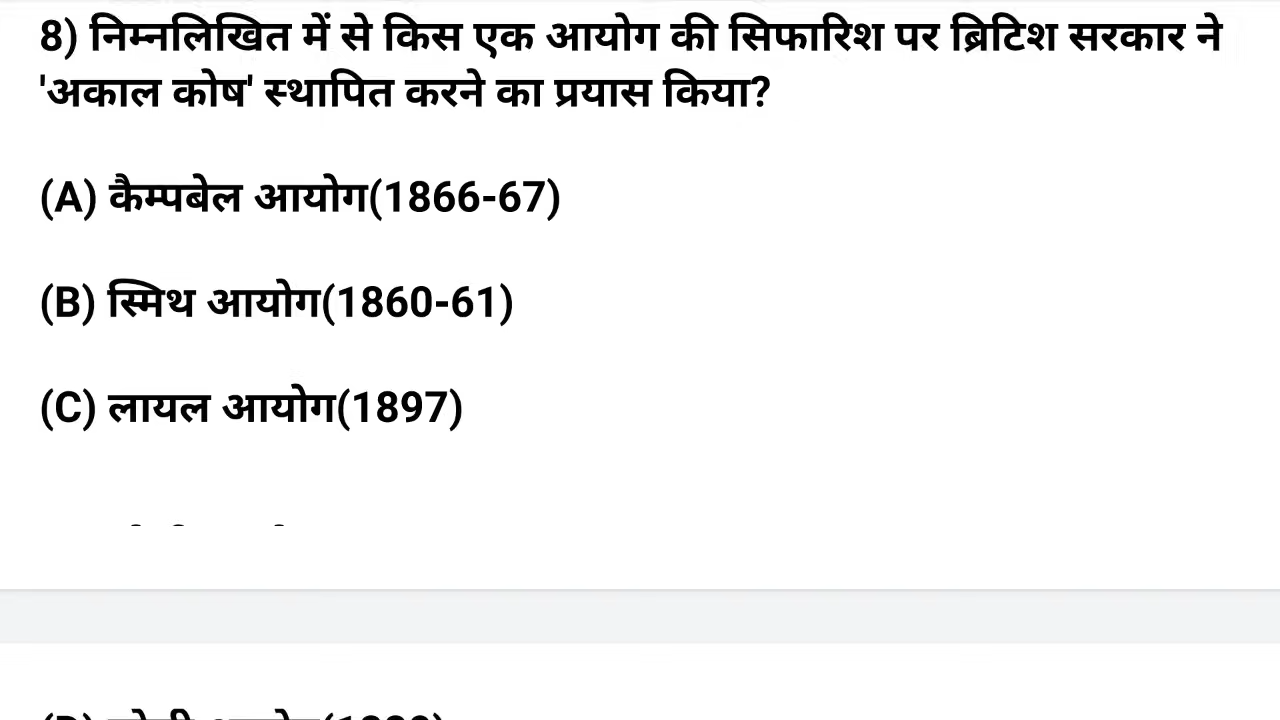 8) निम्नलिखित में से किस एक आयोग की सिफारिश पर ब्रिटिश सरकार ने
'अकाल कोष' स्थापित करने का प्रयास किया?
(A) कैम्पबेल आयोग(1866-67)
(B) स्मिथ आयोग(1860-61)
(C) लायल आयोग(1897)